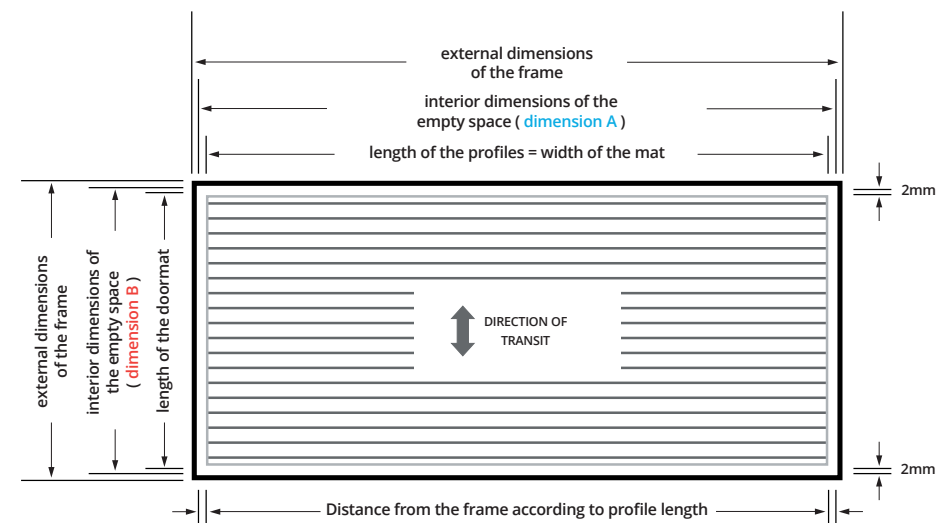 external dimensions
of the frame
interior dimensions of the
empty space ( dimension A )
length of the profiles = width of the mat
2mm
external dimensions
of the frame
interior dimensions of
the empty space
( dimension B )
length of the doormat
DIRECTION OF
TRANSIT
2mm
Distance from the frame according to profile length